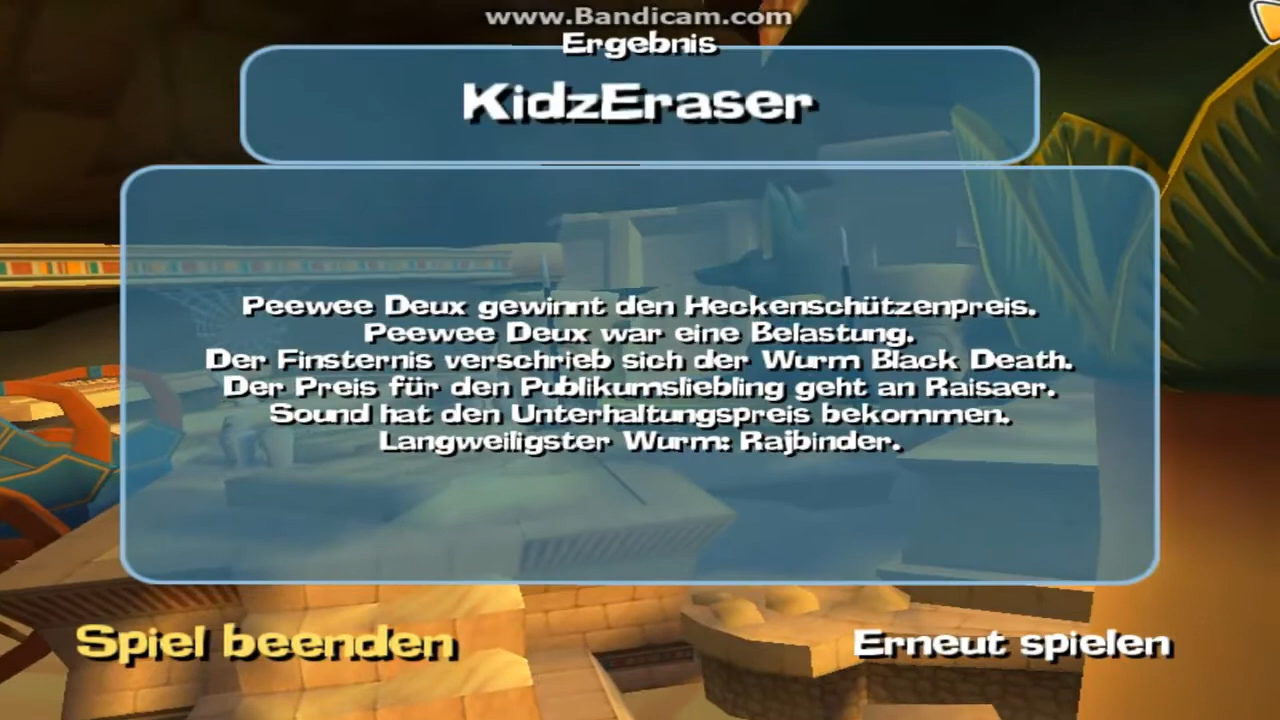 www.Bandicam.com
Ergebnis
KidzEraser
Peewee Deux gewinnt den Heckenschützenpreis.
Peewee Deux war eine Belastung.
Der Finsternis verschrieb sich der Wurm Black Death.
Der Preis für den Publikumsliebling geht an Raisaer.
Sound hat den Unterhaltungspreis bekommen.
Langweiligster Wurm: Rajbinder.
Spiel beenden
Erneut spielen